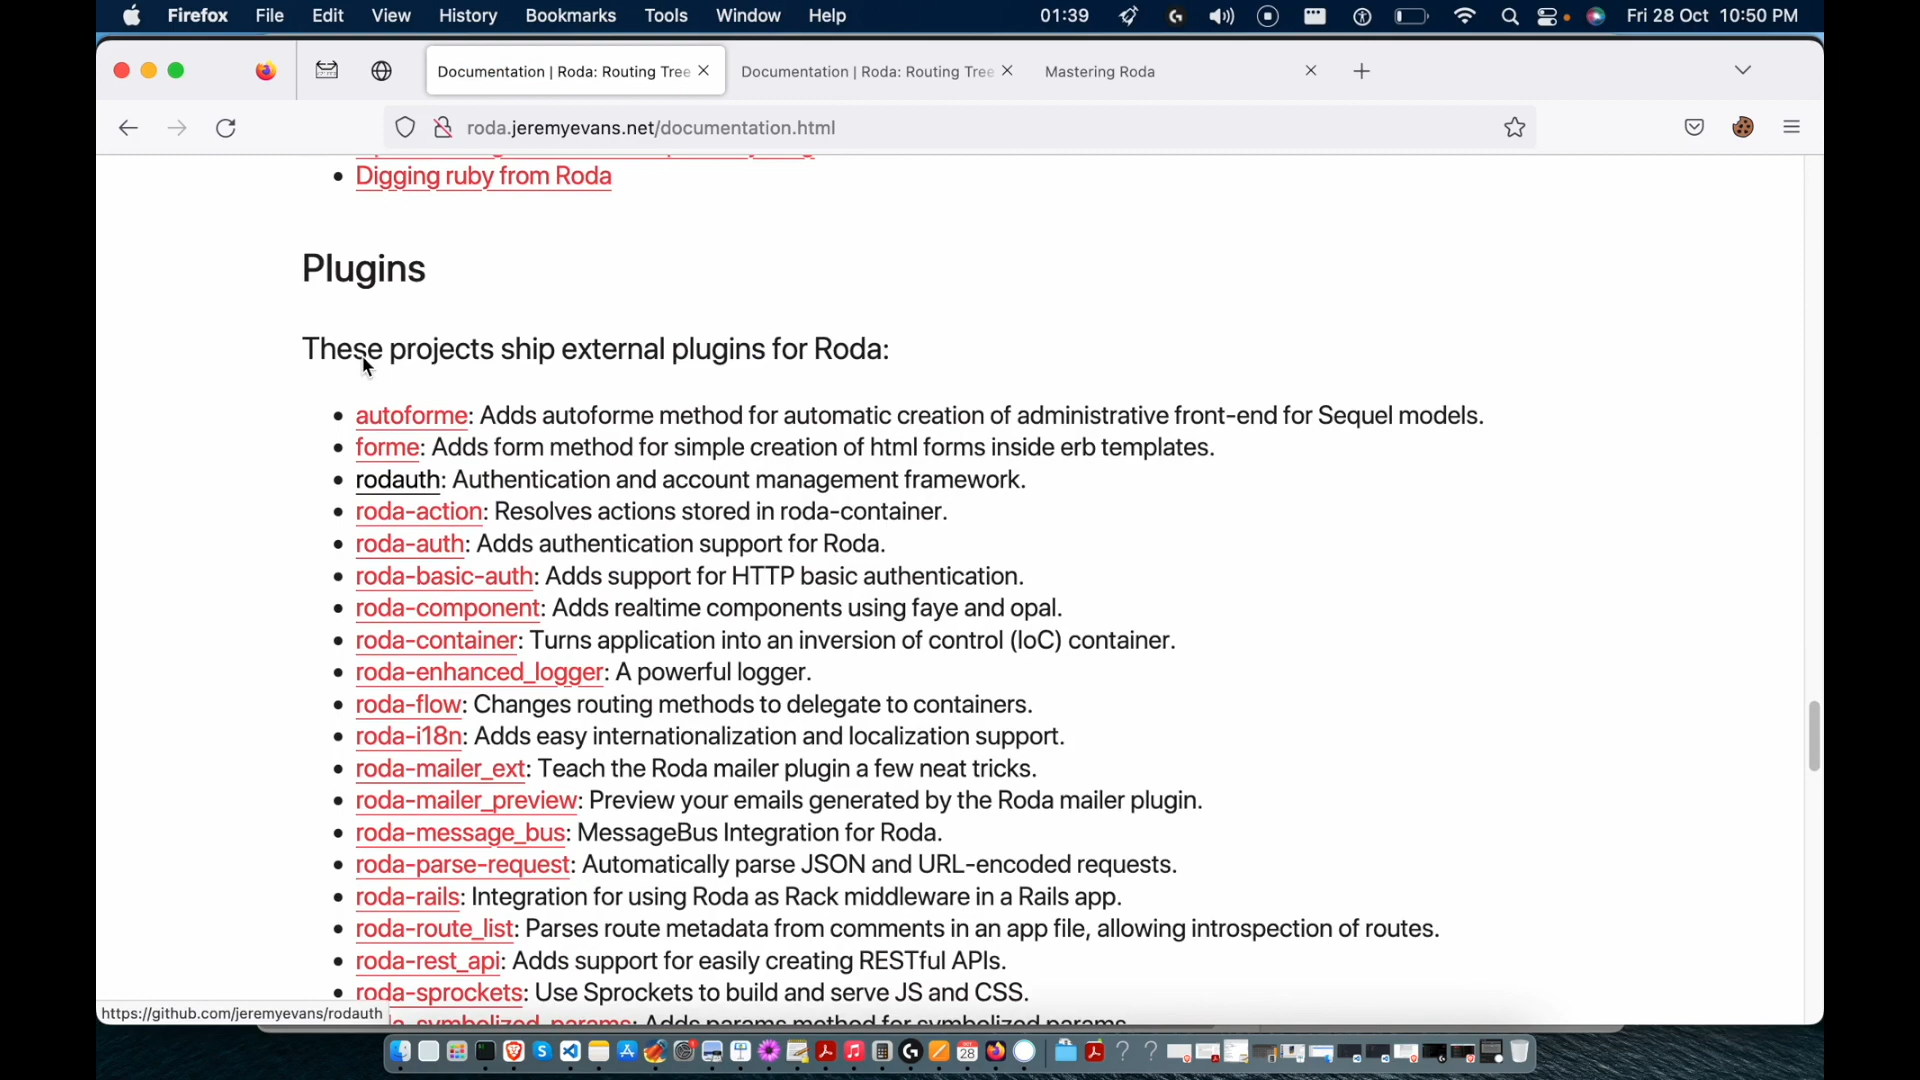 Firefox File Edit View History Bookmarks Tools Window Help 01:39 Fri 28 Oct 10:50 PM
Documentation | Roda: Routing Tree Documentation | Roda: Routing Tree Mastering Roda
roda.jeremyevans.net/documentation.html
Digging ruby from Roda
Plugins
These projects ship external plugins for Roda:
autoforme: Adds autoforme method for automatic creation of administrative front-end for Sequel models.
forme: Adds form method for simple creation of html forms inside erb templates.
rodauth: Authentication and account management framework.
roda-action: Resolves actions stored in roda-container.
roda-auth: Adds authentication support for Roda.
roda-basic-auth: Adds support for HTTP basic authentication.
roda-component: Adds realtime components using faye and opal.
roda-container: Turns application into an inversion of control (IoC) container.
roda-enhanced_logger: A powerful logger.
roda-flow: Changes routing methods to delegate to containers.
roda-i18n: Adds easy internationalization and localization support.
roda-mailer_ext: Teach the Roda mailer plugin a few neat tricks.
roda-mailer_preview: Preview your emails generated by the Roda mailer plugin.
roda-message_bus: MessageBus Integration for Roda.
roda-parse-request: Automatically parse JSON and URL-encoded requests.
roda-rails: Integration for using Roda as Rack middleware in a Rails app.
roda-route_list: Parses route metadata from comments in an app file, allowing introspection of routes.
roda-rest_api: Adds support for easily creating RESTful APIs.
roda-sprockets: Use Sprockets to build and serve JS and CSS.
https://github.com/jeremyevans/rodauth
symbolized_params: Adds params method for symbolized params